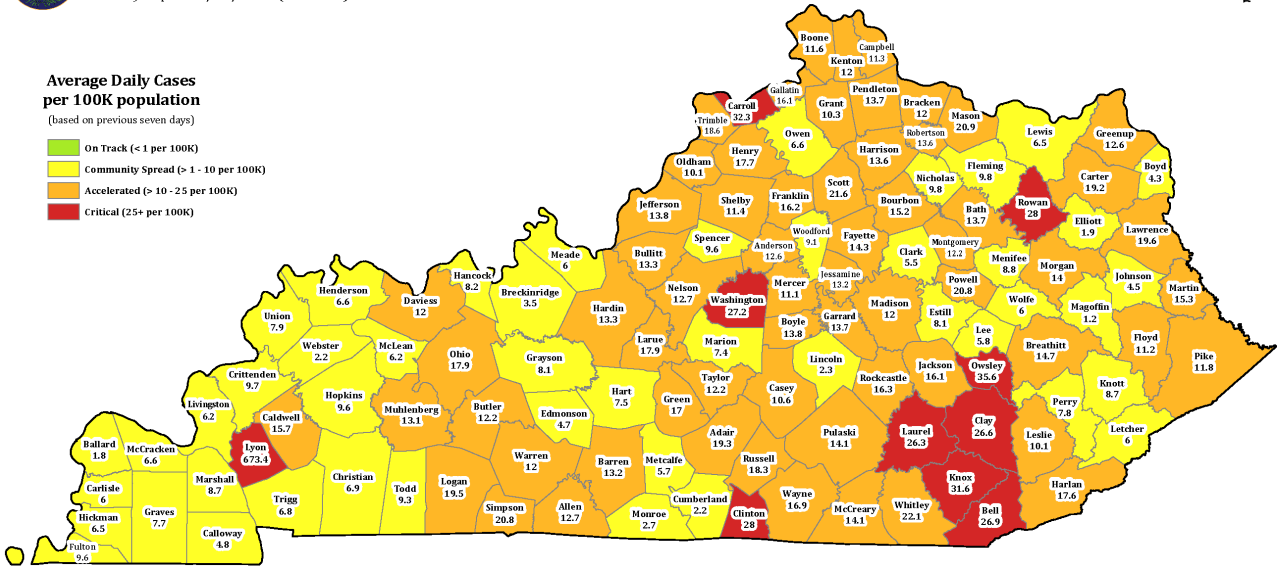 Average Daily Cases
per 100K population
(based on previous seven days)
On Track (< 1 per 100K)
Community Spread (> 1 - 10 per 100K)
Accelerated (> 10 - 25 per 100K)
Critical (25+ per 100K)
Boone
11.6
Kenton
12
Campbell
11.3
Gallatin
16.1
Carroll
32.3
Trimble
18.6
Grant
10.3
Pendleton
13.7
Bracken
12
Mason
20.9
Robertson
13.6
Owen
6.6
Lewis
6.5
Greenup
12.6
Boyd
4.3
Carter
19.2
Henry
17.7
Oldham
10.1
Harrison
13.6
Fleming
9.8
Nicholas
9.8
Rowan
28
Elliott
1.9
Lawrence
19.6
Jefferson
13.8
Shelby
11.4
Franklin
16.2
Scott
21.6
Bourbon
15.2
Bath
13.7
Spencer
9.6
Anderson
12.6
Woodford
9.1
Fayette
14.3
Clark
5.5
Montgomery
12.2
Menifee
8.8
Morgan
14
Johnson
4.5
Martin
15.3
Bullitt
13.3
Meade
6
Hancock
8.2
Breckinridge
3.5
Henderson
6.6
Daviess
12
Union
7.9
Webster
2.2
McLean
6.2
Ohio
17.9
Grayson
8.1
Hardin
13.3
Nelson
12.7
Washington
27.2
Mercer
11.1
Jessamine
13.2
Madison
12
Powell
20.8
Estill
8.1
Wolfe
6
Lee
5.8
Magoffin
1.2
Floyd
11.2
Pike
11.8
Breathitt
14.7
Larue
17.9
Marion
7.4
Boyle
13.8
Garrard
13.7
Lincoln
2.3
Rockcastle
16.3
Jackson
16.1
Owsley
35.6
Knott
8.7
Perry
7.8
Letcher
6
Crittenden
9.7
Livingston
6.2
Caldwell
15.7
Hopkins
9.6
Muhlenberg
13.1
Butler
12.2
Edmonson
4.7
Hart
7.5
Green
17
Taylor
12.2
Casey
10.6
Adair
19.3
Pulaski
14.1
Laurel
26.3
Clay
26.6
Leslie
10.1
Harlan
17.6
Knox
31.6
Bell
26.9
Whitley
22.1
McCreary
14.1
Wayne
16.9
Russell
18.3
Clinton
28
Cumberland
2.2
Metcalfe
5.7
Monroe
2.7
Barren
13.2
Allen
12.7
Warren
12
Simpson
20.8
Logan
19.5
Todd
9.3
Christian
6.9
Trigg
6.8
Lyon
673.4
Marshall
8.7
Calloway
4.8
Graves
7.7
McCracken
6.6
Ballard
1.8
Carlisle
6
Hickman
6.5
Fulton
9.6